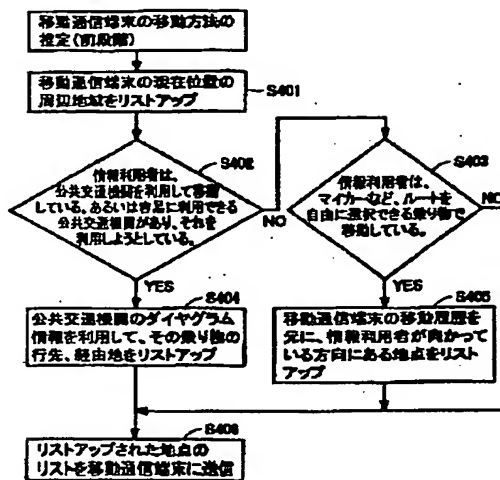 移動通信端末の移動方法の
推定(前段階)
移動通信端末の現在位置の
周辺地域をリストアップ
S401
S402
情報利用者は、
公共交通機関を利用して移動
している。あるいは容易に利用できる
公共交通機関があり、それを
利用しようとしている。
NO
YES
S403
情報利用者は、
マイカーなど、ルートを
自由に選択できる乗り物で
移動している。
NO
YES
S404
公共交通機関のダイヤグラム
情報を利用して、その乗り物の
行先、経由地をリストアップ
S405
移動通信端末の移動履歴を
元に、情報利用者が向かって
いる方向にある地点をリスト
アップ
S406
リストアップされた地点の
リストを移動通信端末に送信